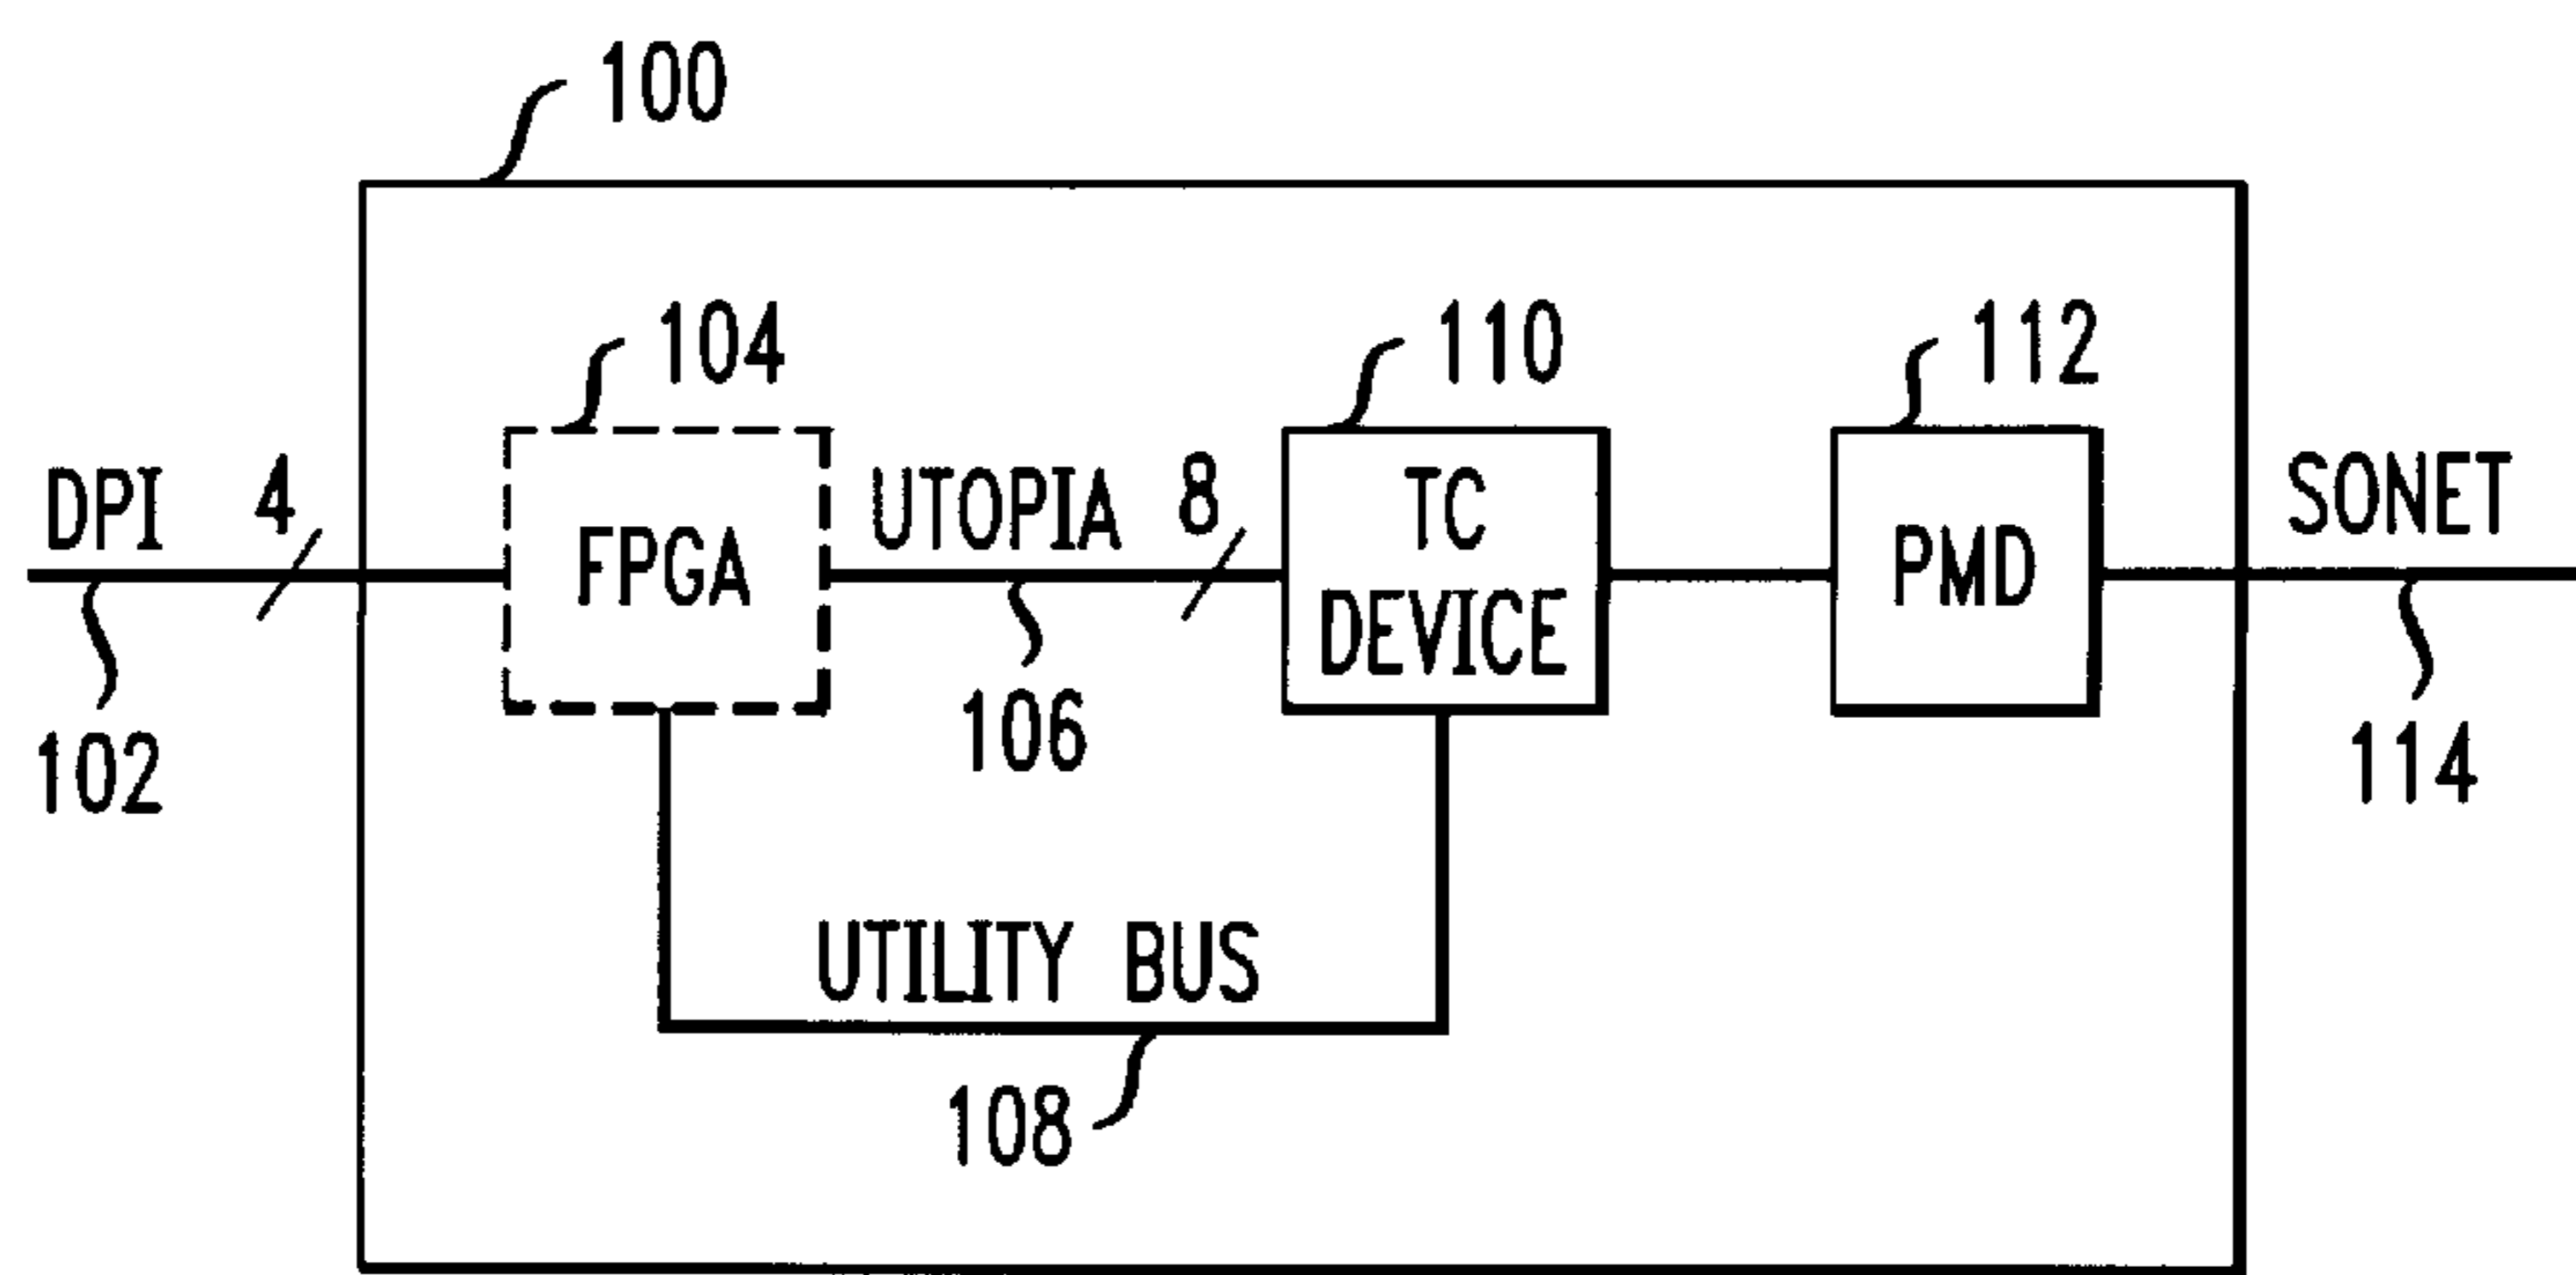 100
104
110
112
DPI
4
FPGA
UTOPIA
8
TC
DEVICE
PMD
SONET
102
106
114
UTILITY BUS
108